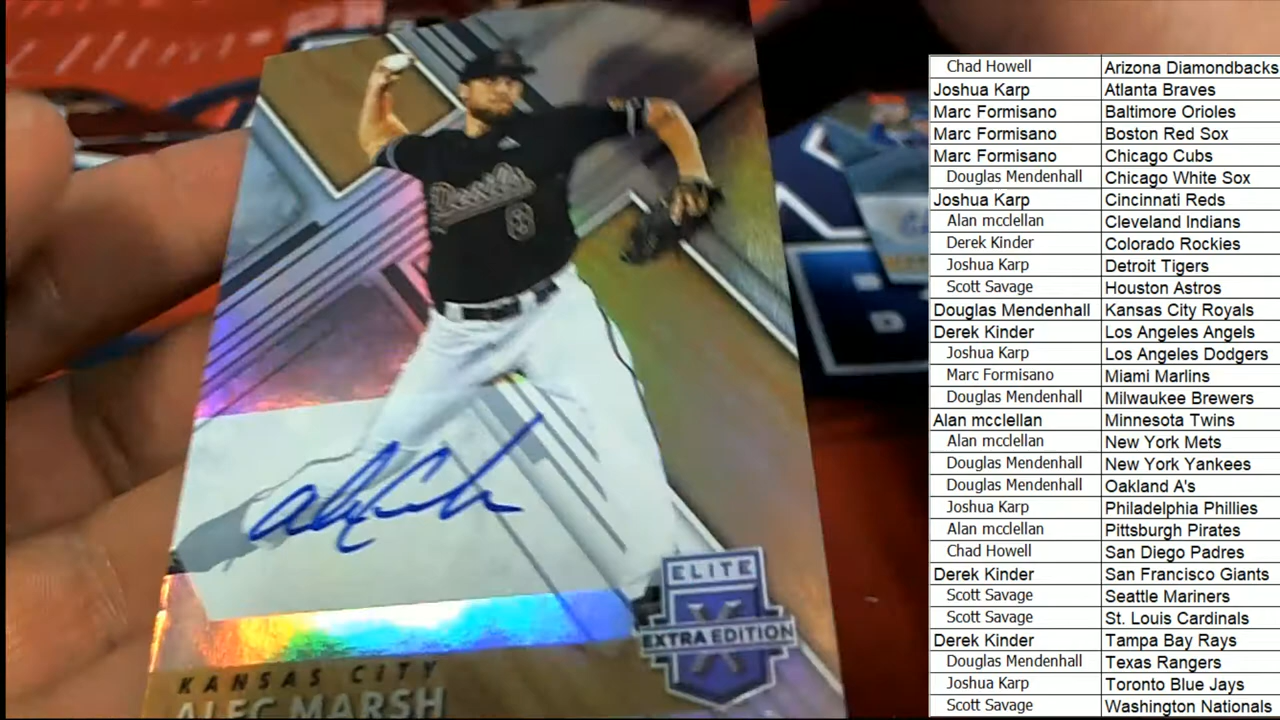 Devils
8
ELITE
X
EXTRA EDITION
KANSAS CITY
ALEC MARSH
Chad Howell Arizona Diamondbacks
Joshua Karp Atlanta Braves
Marc Formisano Baltimore Orioles
Marc Formisano Boston Red Sox
Marc Formisano Chicago Cubs
Douglas Mendenhall Chicago White Sox
Joshua Karp Cincinnati Reds
Alan mcclellan Cleveland Indians
Derek Kinder Colorado Rockies
Joshua Karp Detroit Tigers
Scott Savage Houston Astros
Douglas Mendenhall Kansas City Royals
Derek Kinder Los Angeles Angels
Joshua Karp Los Angeles Dodgers
Marc Formisano Miami Marlins
Douglas Mendenhall Milwaukee Brewers
Alan mcclellan Minnesota Twins
Alan mcclellan New York Mets
Douglas Mendenhall New York Yankees
Douglas Mendenhall Oakland A's
Joshua Karp Philadelphia Phillies
Alan mcclellan Pittsburgh Pirates
Chad Howell San Diego Padres
Derek Kinder San Francisco Giants
Scott Savage Seattle Mariners
Scott Savage St. Louis Cardinals
Derek Kinder Tampa Bay Rays
Douglas Mendenhall Texas Rangers
Joshua Karp Toronto Blue Jays
Scott Savage Washington Nationals